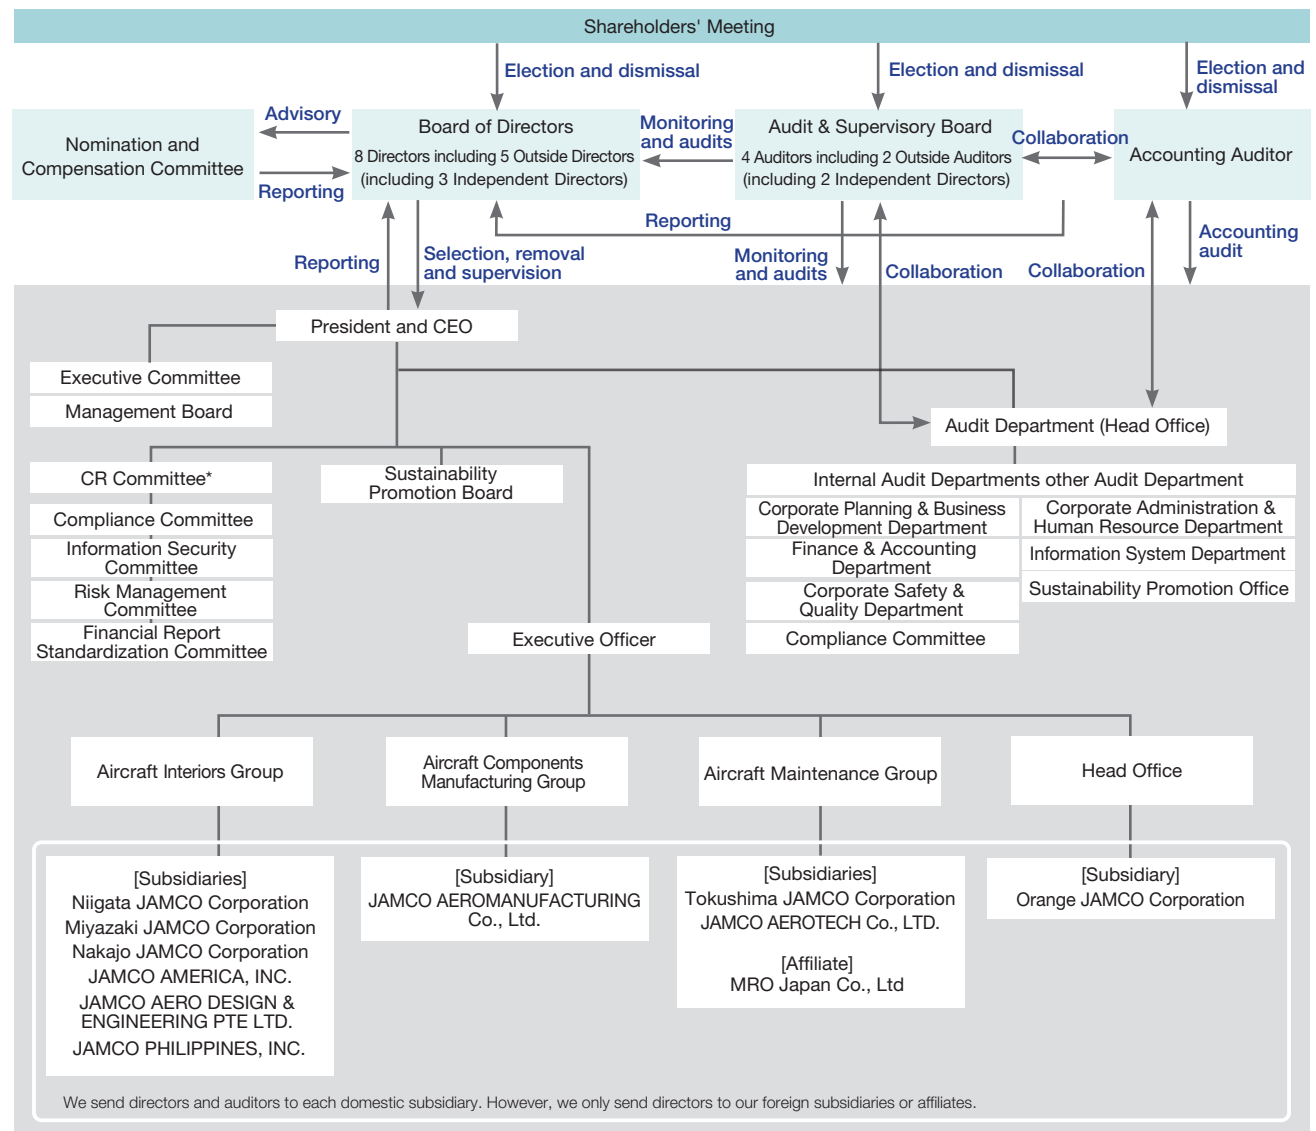 Shareholders' Meeting
Election and dismissal
Election and dismissal
Election and
dismissal
Nomination and
Compensation Committee
Advisory
Reporting
Board of Directors
8 Directors including 5 Outside Directors
(including 3 Independent Directors)
Monitoring
and audits
Audit & Supervisory Board
4 Auditors including 2 Outside Auditors
(including 2 Independent Directors)
Collaboration
Accounting Auditor
Reporting
Reporting
Selection, removal
and supervision
Monitoring
and audits
Collaboration
Collaboration
Accounting
audit
President and CEO
Executive Committee
Management Board
Audit Department (Head Office)
CR Committee*
Compliance Committee
Information Security
Committee
Risk Management
Committee
Financial Report
Standardization Committee
Sustainability
Promotion Board
Internal Audit Departments other Audit Department
Corporate Planning & Business
Development Department
Finance & Accounting
Department
Corporate Safety &
Quality Department
Compliance Committee
Corporate Administration &
Human Resource Department
Information System Department
Sustainability Promotion Office
Executive Officer
Aircraft Interiors Group
Aircraft Components
Manufacturing Group
Aircraft Maintenance Group
Head Office
[Subsidiaries]
Niigata JAMCO Corporation
Miyazaki JAMCO Corporation
Nakajo JAMCO Corporation
JAMCO AMERICA, INC.
JAMCO AERO DESIGN &
ENGINEERING PTE LTD.
JAMCO PHILIPPINES, INC.
[Subsidiary]
JAMCO AEROMANUFACTURING
Co., Ltd.
[Subsidiaries]
Tokushima JAMCO Corporation
JAMCO AEROTECH Co., LTD.
[Affiliate]
MRO Japan Co., Ltd
[Subsidiary]
Orange JAMCO Corporation
We send directors and auditors to each domestic subsidiary. However, we only send directors to our foreign subsidiaries or affiliates.